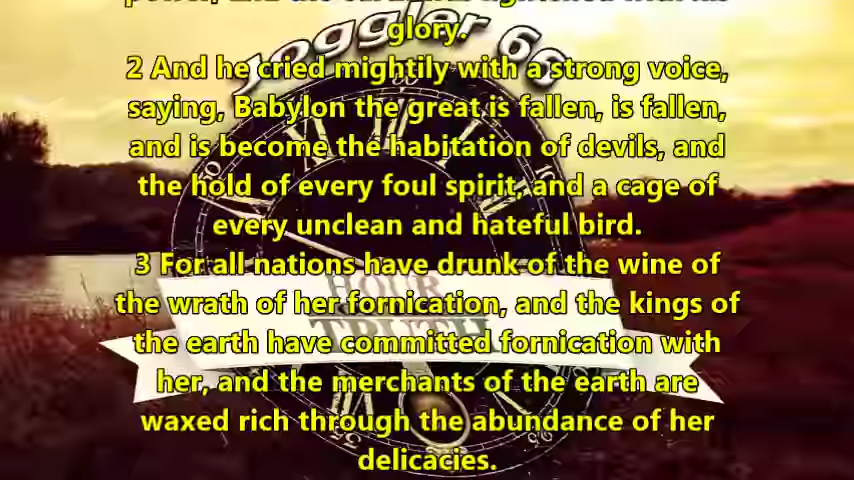 glory.
Joggler 66
2 And he cried mightily with a strong voice,
saying, Babylon the great is fallen, is fallen,
and is become the habitation of devils, and
the hold of every foul spirit, and a cage of
every unclean and hateful bird.
3 For all nations have drunk of the wine of
the wrath of her fornication, and the kings of
the earth have committed fornication with
her, and the merchants of the earth are
waxed rich through the abundance of her
delicacies.
HOUR
TRUTH